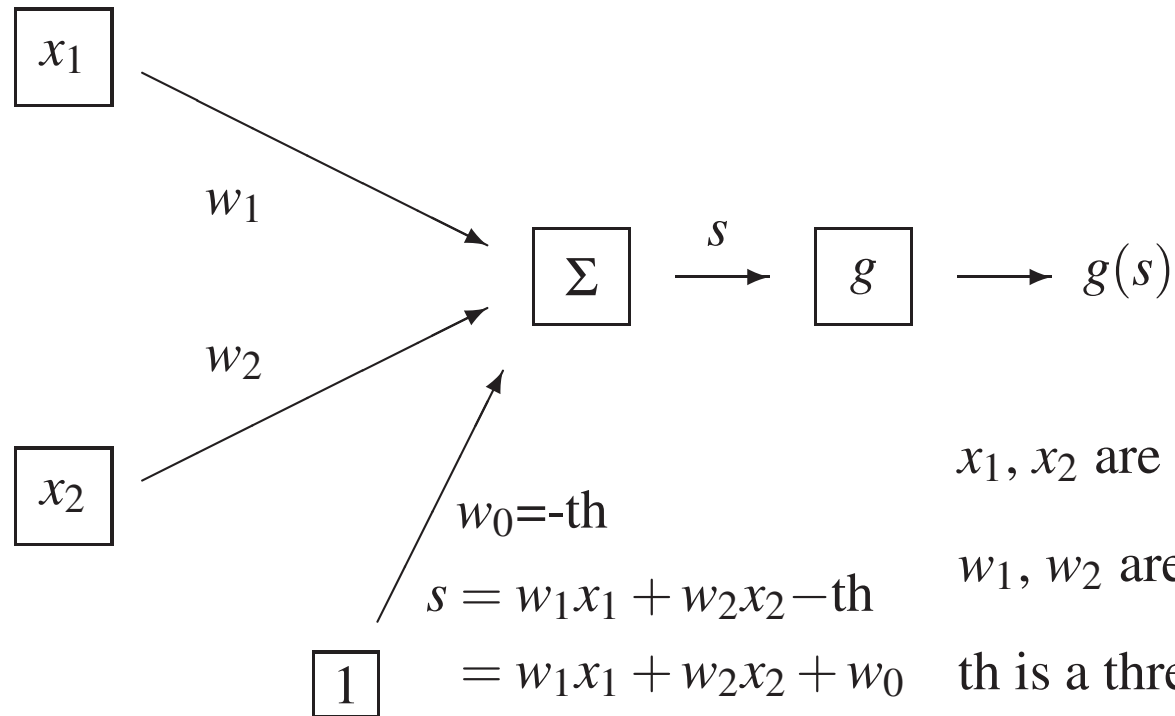 x1
w1
s
Σ
g
g(s)
w2
x2
x1, x2 are
w0=-th
w1, w2 are
s = w1x1 + w2x2−th
1
= w1x1 + w2x2 + w0
th is a thre